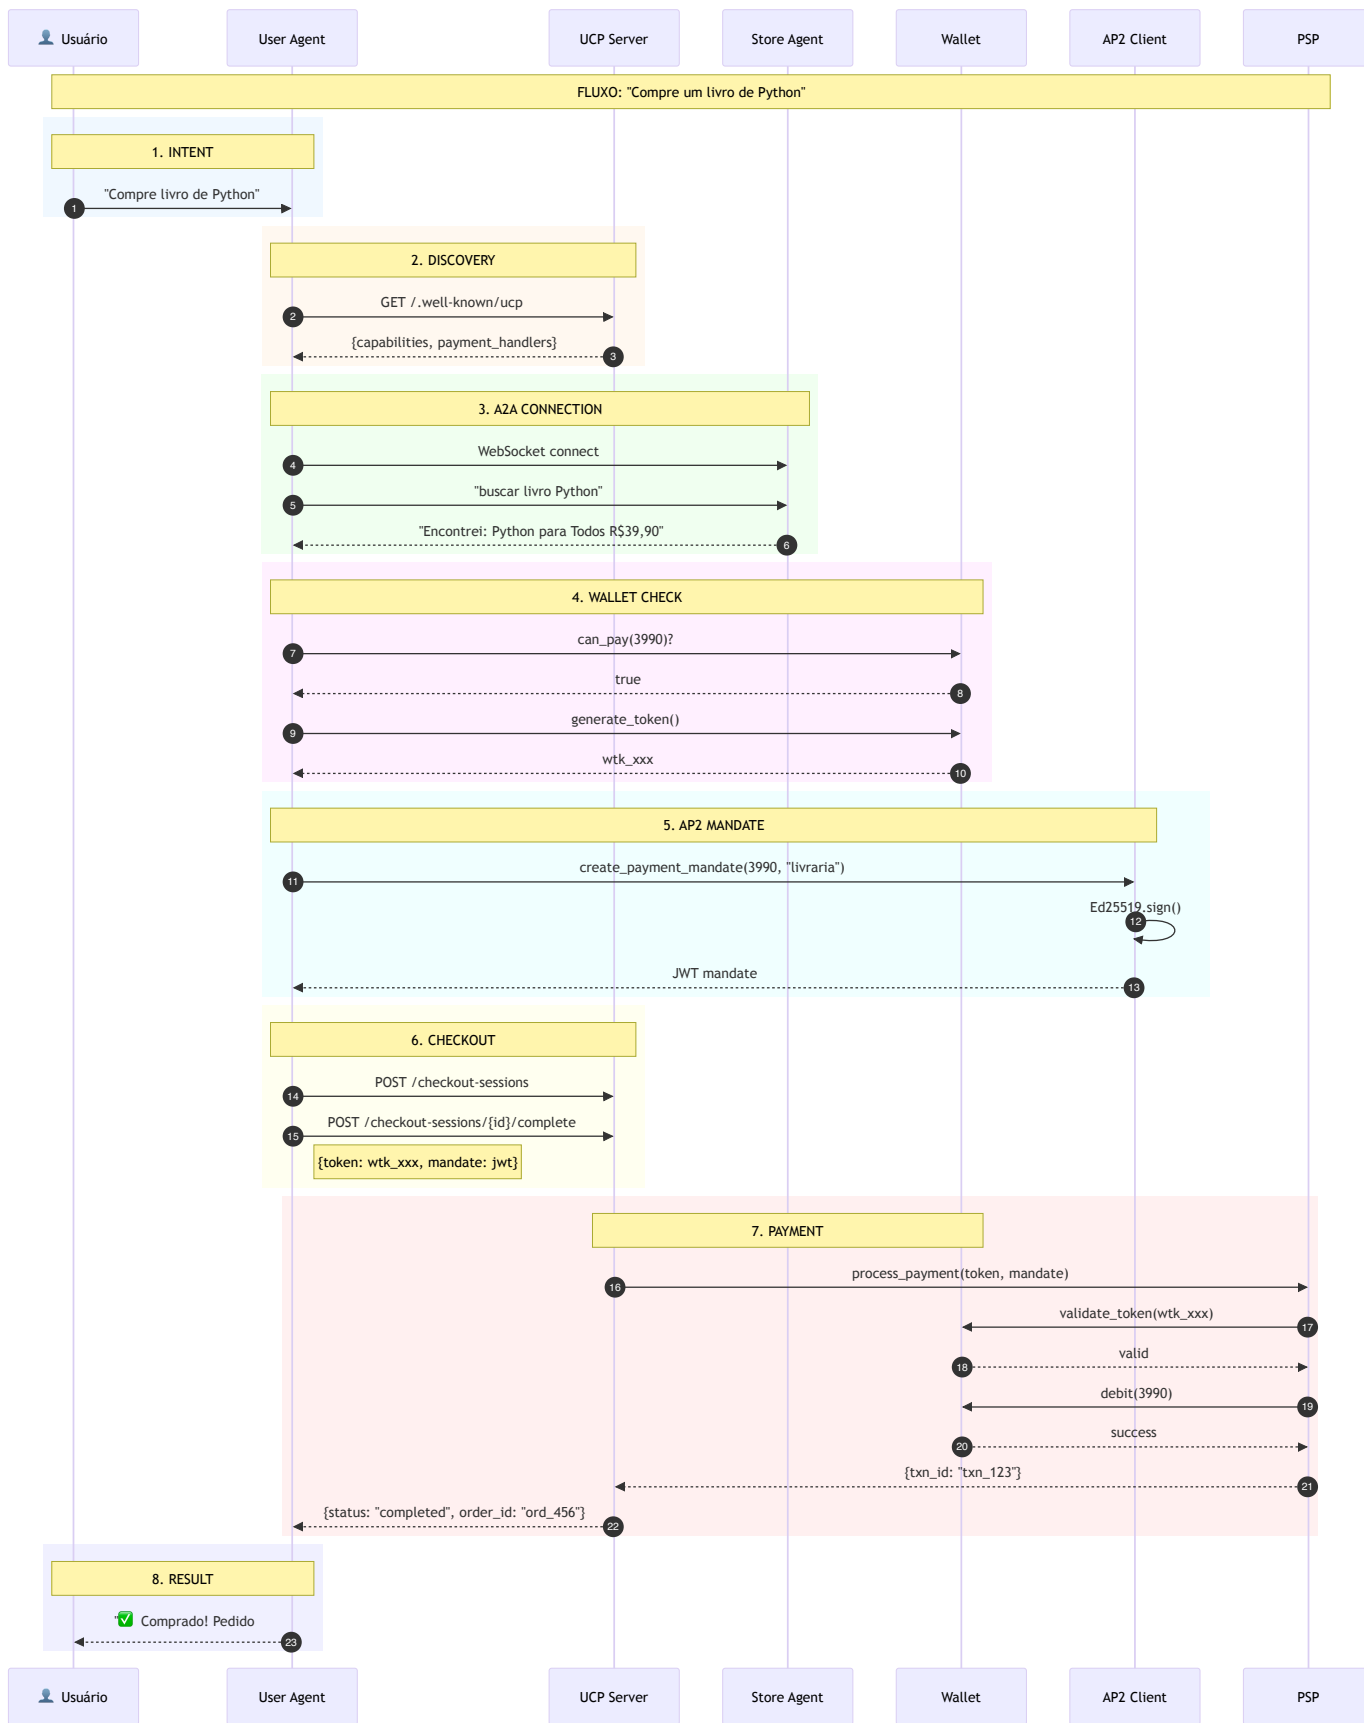 👤 Usuário
User Agent
UCP Server
Store Agent
Wallet
AP2 Client
PSP
FLUXO: "Compre um livro de Python"
1. INTENT
"Compre livro de Python"
1
2. DISCOVERY
GET /.well-known/ucp
2
{capabilities, payment_handlers}
3
3. A2A CONNECTION
WebSocket connect
4
"buscar livro Python"
5
"Encontrei: Python para Todos R$39,90"
6
4. WALLET CHECK
can_pay(3990)?
7
true
8
generate_token()
9
wtk_xxx
10
5. AP2 MANDATE
create_payment_mandate(3990, "livraria")
11
Ed25519.sign()
12
JWT mandate
13
6. CHECKOUT
POST /checkout-sessions
14
POST /checkout-sessions/{id}/complete
15
{token: wtk_xxx, mandate: jwt}
7. PAYMENT
process_payment(token, mandate)
16
validate_token(wtk_xxx)
17
valid
18
debit(3990)
19
success
20
{txn_id: "txn_123"}
21
{status: "completed", order_id: "ord_456"}
22
8. RESULT
"✅ Comprado! Pedido
23
👤 Usuário
User Agent
UCP Server
Store Agent
Wallet
AP2 Client
PSP